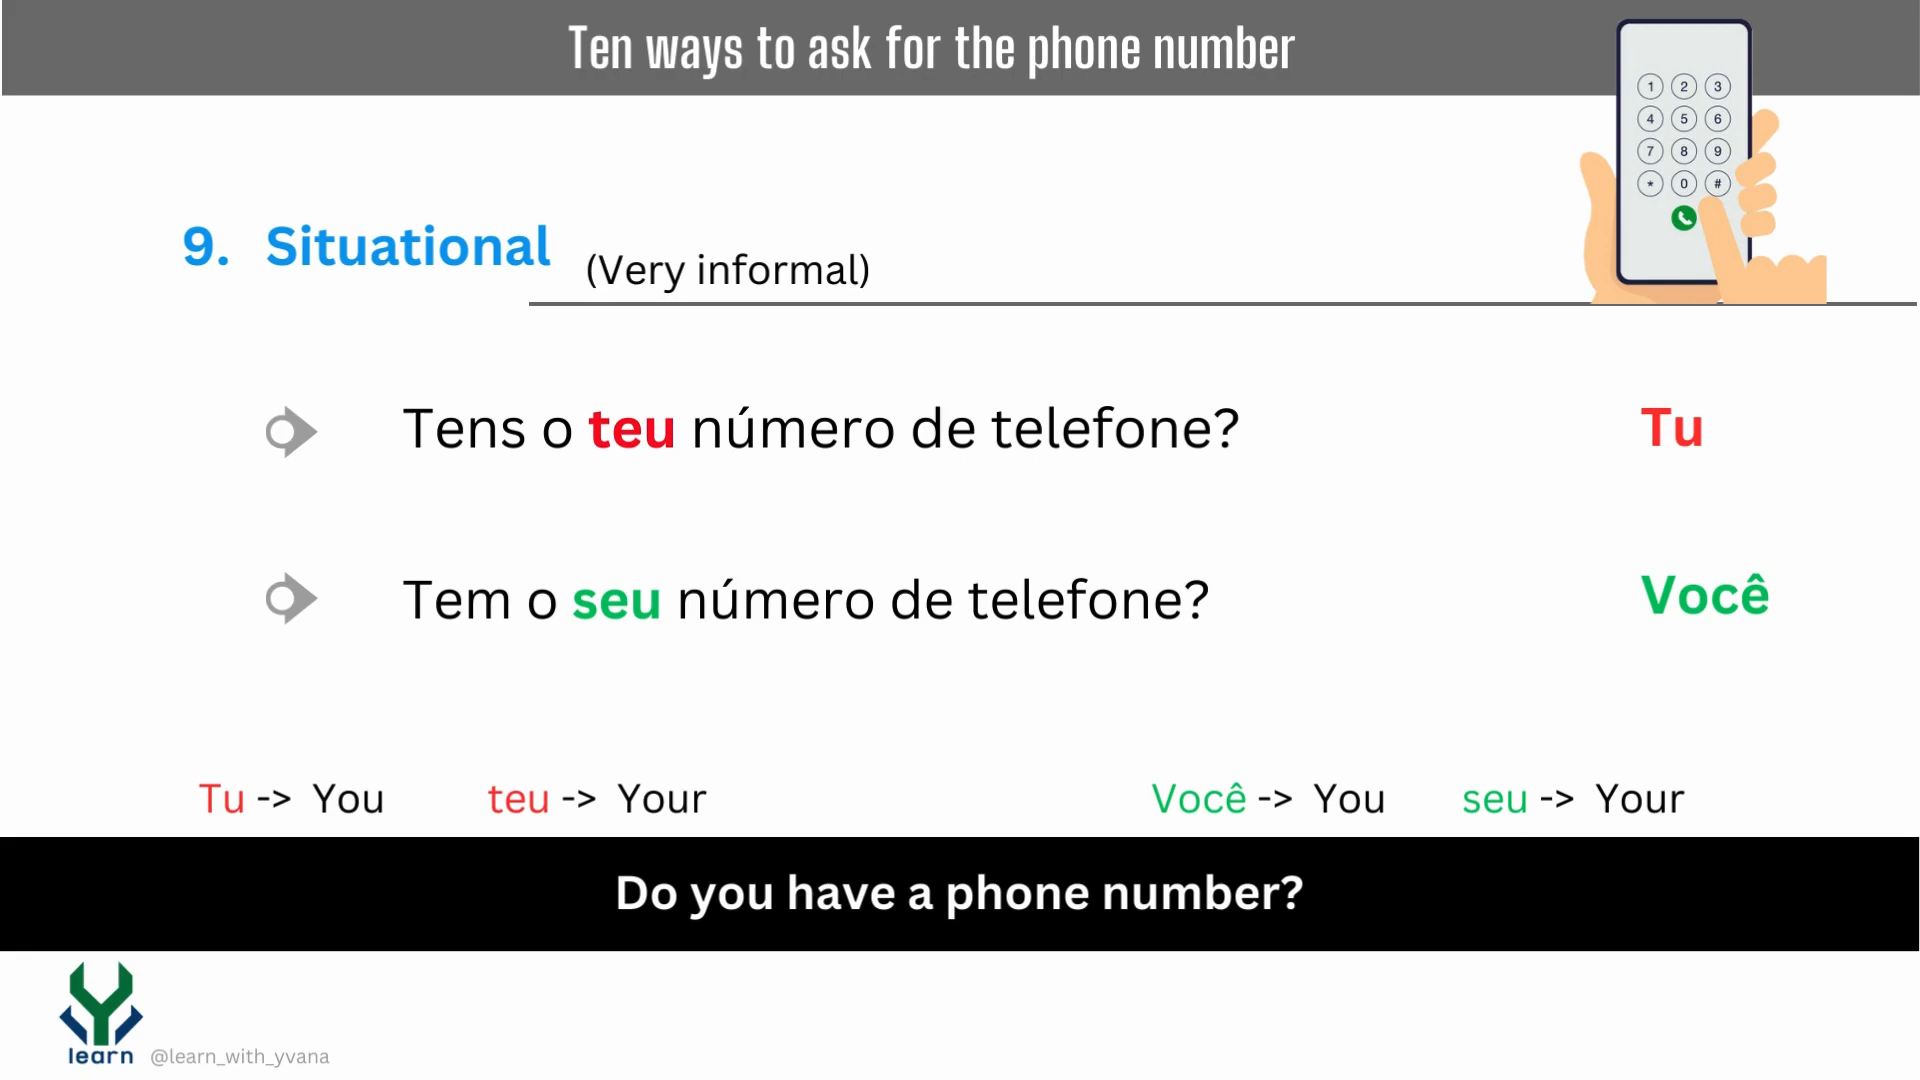 Ten ways to ask for the phone number
1 2 3
4 5 6
7 8 9
* 0 #
9. Situational (Very informal)
Tens o teu número de telefone? Tu
Tem o seu número de telefone? Você
Tu -> You teu -> Your Você -> You seu -> Your
Do you have a phone number?
learn @learn_with_yvana